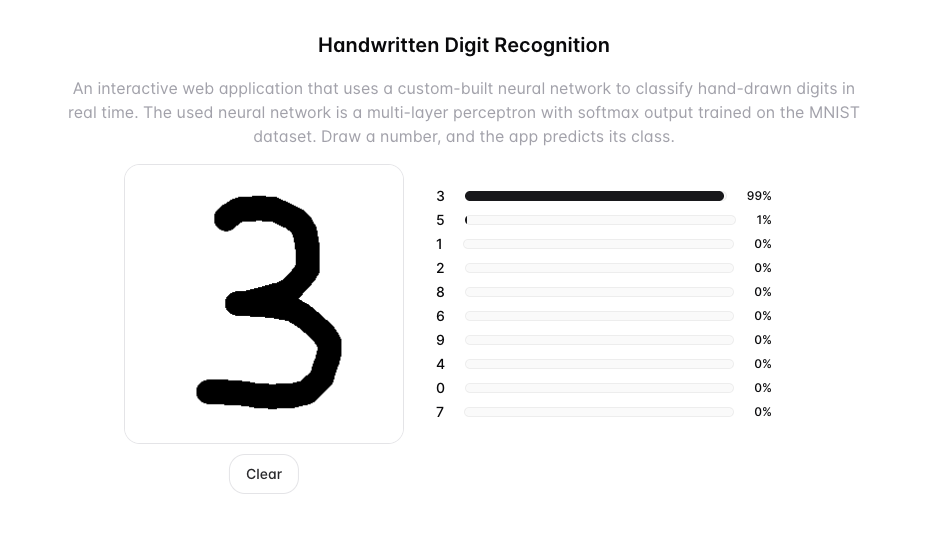 Handwritten Digit Recognition
An interactive web application that uses a custom-built neural network to classify hand-drawn digits in
real time. The used neural network is a multi-layer perceptron with softmax output trained on the MNIST
dataset. Draw a number, and the app predicts its class.
3
3 99%
5 1%
1 0%
2 0%
8 0%
6 0%
9 0%
4 0%
0 0%
7 0%
Clear